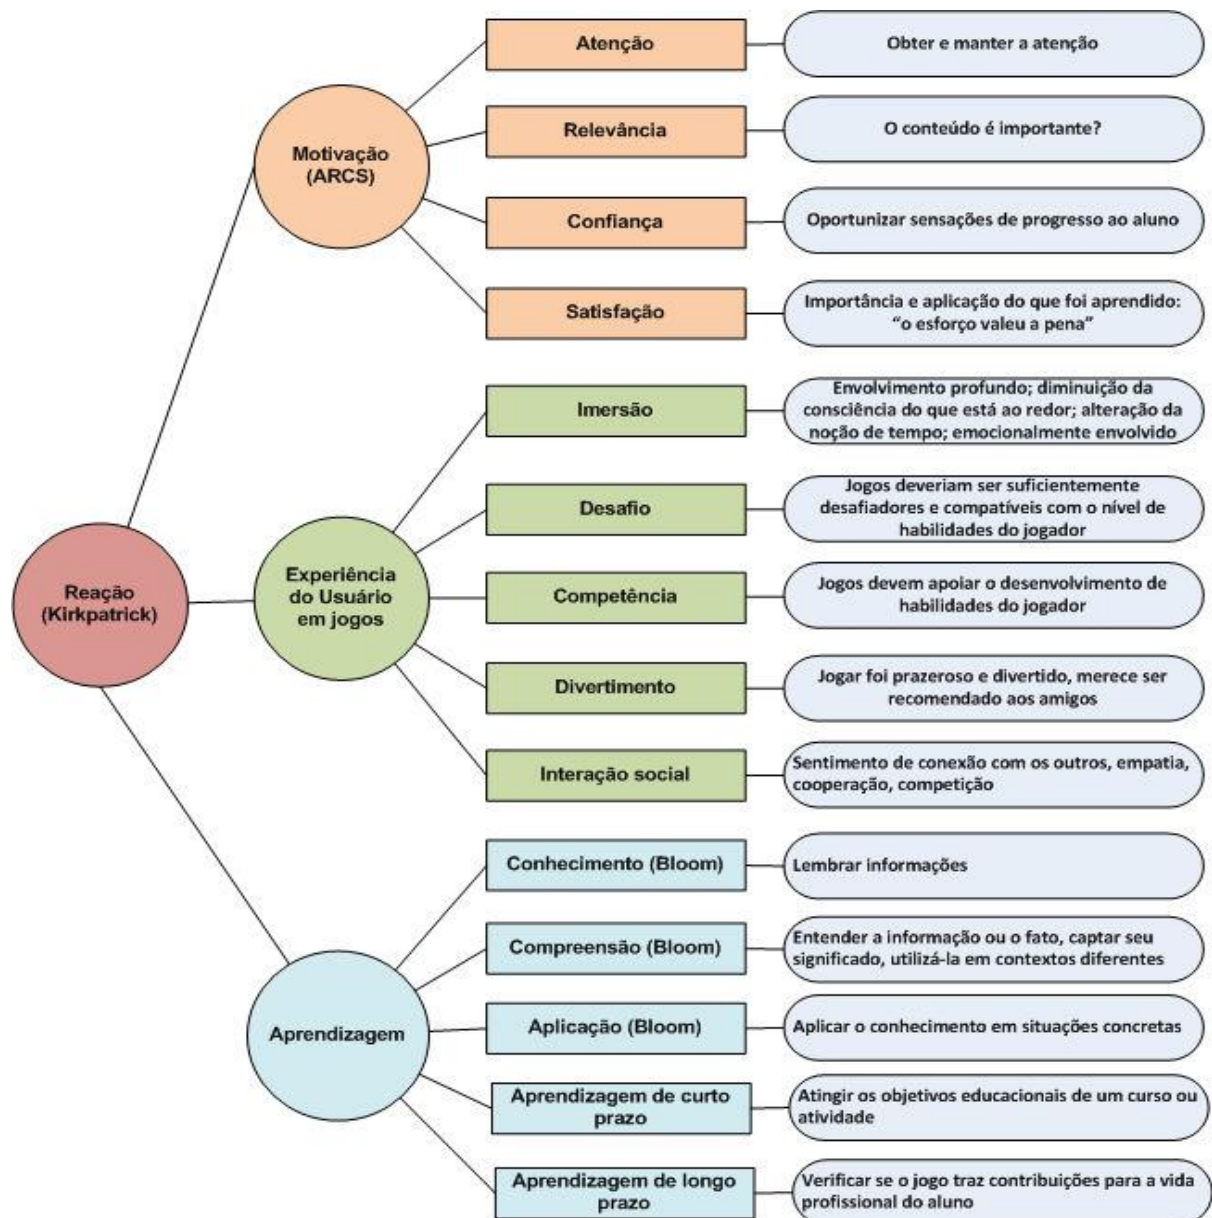 Reação
(Kirkpatrick)
Motivação
(ARCS)
Atenção
Obter e manter a atenção
Relevância
O conteúdo é importante?
Confiança
Oportunizar sensações de progresso ao aluno
Satisfação
Importância e aplicação do que foi aprendido:
“o esforço valeu a pena”
Experiência
do Usuário
em jogos
Imersão
Envolvimento profundo; diminuição da
consciência do que está ao redor; alteração da
noção de tempo; emocionalmente envolvido
Desafio
Jogos deveriam ser suficientemente
desafiadores e compatíveis com o nível de
habilidades do jogador
Competência
Jogos devem apoiar o desenvolvimento de
habilidades do jogador
Divertimento
Jogar foi prazeroso e divertido, merece ser
recomendado aos amigos
Interação social
Sentimento de conexão com os outros, empatia,
cooperação, competição
Aprendizagem
Conhecimento (Bloom)
Lembrar informações
Compreensão (Bloom)
Entender a informação ou o fato, captar seu
significado, utilizá-la em contextos diferentes
Aplicação (Bloom)
Aplicar o conhecimento em situações concretas
Aprendizagem de curto
prazo
Atingir os objetivos educacionais de um curso ou
atividade
Aprendizagem de longo
prazo
Verificar se o jogo traz contribuições para a vida
profissional do aluno